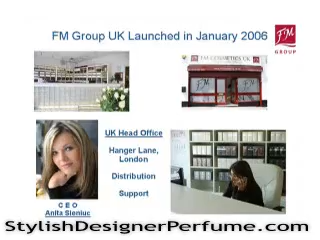 FM Group UK Launched in January 2006
FM
GROUP
FM COSMETICS UK
UK Head Office
Hanger Lane,
London
Distribution
Support
C E O
Anita Sieniuc
StylishDesignerPerfume.com